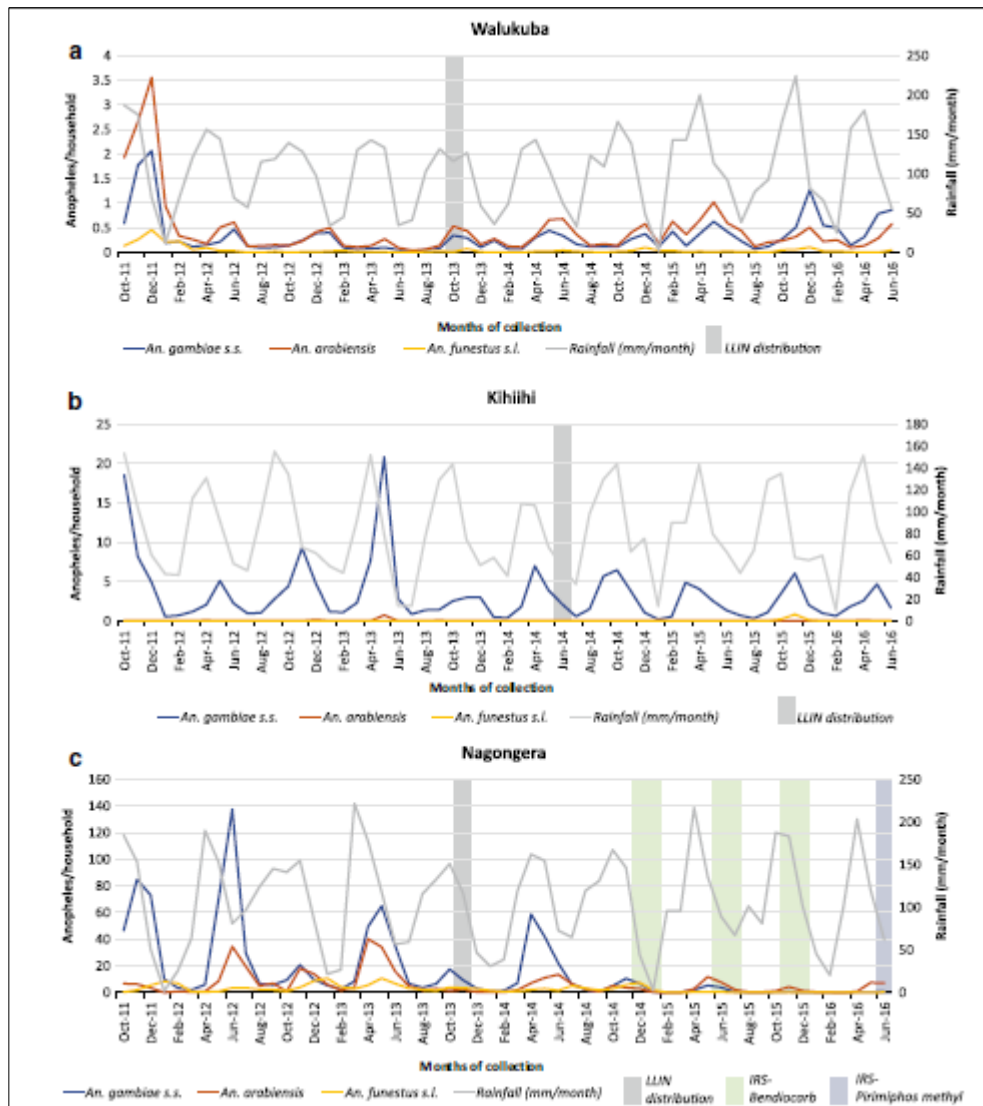 Walukuba
a
4
3.5
3
2.5
2
1.5
1
0.5
0
Anopheles/household
250
200
150
100
50
0
Rainfall (mm/month)
Oct-11 Dec-11 Feb-12 Apr-12 Jun-12 Aug-12 Oct-12 Dec-12 Feb-13 Apr-13 Jun-13 Aug-13 Oct-13 Dec-13 Feb-14 Apr-14 Jun-14 Aug-14 Oct-14 Dec-14 Feb-15 Apr-15 Jun-15 Aug-15 Oct-15 Dec-15 Feb-16 Apr-16 Jun-16
Months of collection
An. gambiae s.s. An. arabiensis An. funestus s.l. Rainfall (mm/month) LLIN distribution
b
Kihiihi
25
20
15
10
5
0
Anopheles/household
180
160
140
120
100
80
60
40
20
0
Rainfall (mm/month)
Oct-11 Dec-11 Feb-12 Apr-12 Jun-12 Aug-12 Oct-12 Dec-12 Feb-13 Apr-13 Jun-13 Aug-13 Oct-13 Dec-13 Feb-14 Apr-14 Jun-14 Aug-14 Oct-14 Dec-14 Feb-15 Apr-15 Jun-15 Aug-15 Oct-15 Dec-15 Feb-16 Apr-16 Jun-16
Months of collection
An. gambiae s.s. An. arabiensis An. funestus s.l. Rainfall (mm/month) LLIN distribution
c
Nagongera
160
140
120
100
80
60
40
20
0
Anopheles/household
250
200
150
100
50
0
Rainfall (mm/month)
Oct-11 Dec-11 Feb-12 Apr-12 Jun-12 Aug-12 Oct-12 Dec-12 Feb-13 Apr-13 Jun-13 Aug-13 Oct-13 Dec-13 Feb-14 Apr-14 Jun-14 Aug-14 Oct-14 Dec-14 Feb-15 Apr-15 Jun-15 Aug-15 Oct-15 Dec-15 Feb-16 Apr-16 Jun-16
Months of collection
An. gambiae s.s. An. arabiensis An. funestus s.l. Rainfall (mm/month)
LLIN
distribution
IRS-
Bendiocarb
IRS-
Pirimiphos methyl